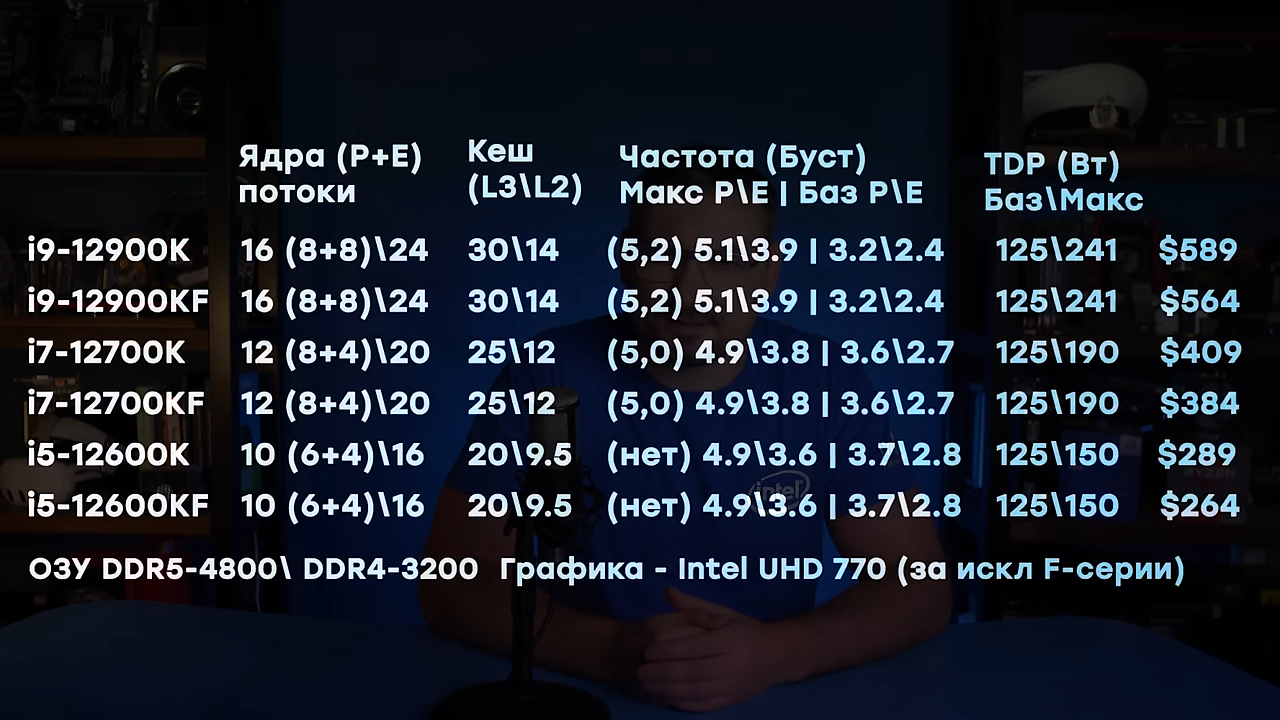 Ядра (P+E) Кеш Частота (Буст) TDP (Вт)
потоки (L3\L2) Макс P\E | Баз P\E Баз\Макс
i9-12900K 16 (8+8)\24 30\14 (5,2) 5.1\3.9 | 3.2\2.4 125\241 $589
i9-12900KF 16 (8+8)\24 30\14 (5,2) 5.1\3.9 | 3.2\2.4 125\241 $564
i7-12700K 12 (8+4)\20 25\12 (5,0) 4.9\3.8 | 3.6\2.7 125\190 $409
i7-12700KF 12 (8+4)\20 25\12 (5,0) 4.9\3.8 | 3.6\2.7 125\190 $384
i5-12600K 10 (6+4)\16 20\9.5 (нет) 4.9\3.6 | 3.7\2.8 125\150 $289
intel
i5-12600KF 10 (6+4)\16 20\9.5 (нет) 4.9\3.6 | 3.7\2.8 125\150 $264
ОЗУ DDR5-4800\ DDR4-3200 Графика - Intel UHD 770 (за искл F-серии)